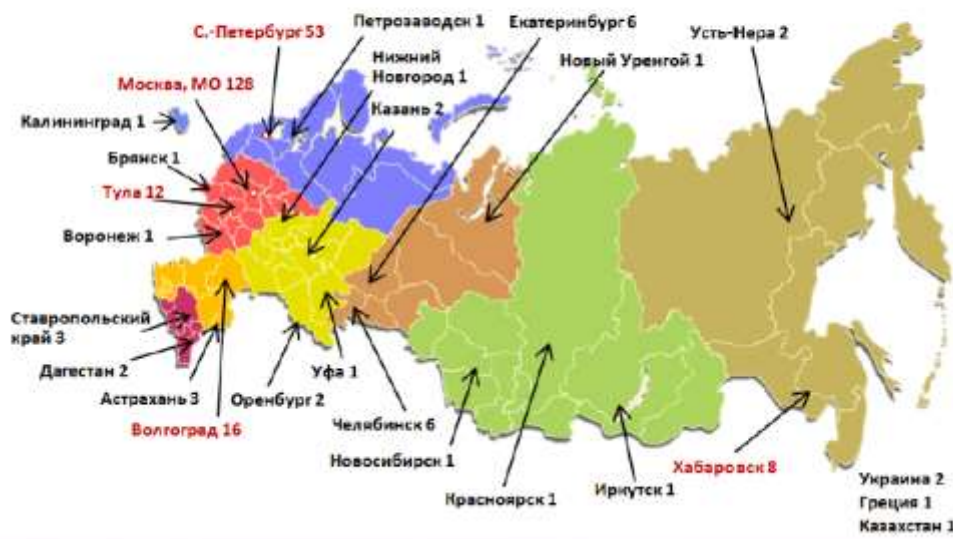 Петрозаводск 1
Екатеринбург 6
С.-Петербург 53
Усть-Нера 2
Нижний
Новгород 1
Новый Уренгой 1
Москва, МО 128
Казань 2
Калининград 1
Брянск 1
Тула 12
Воронеж 1
Ставропольский
край 3
Дагестан 2
Уфа 1
Астрахань 3
Оренбург 2
Челябинск 6
Волгоград 16
Новосибирск 1
Хабаровск 8
Красноярск 1
Иркутск 1
Украина 2
Греция 1
Казахстан 1